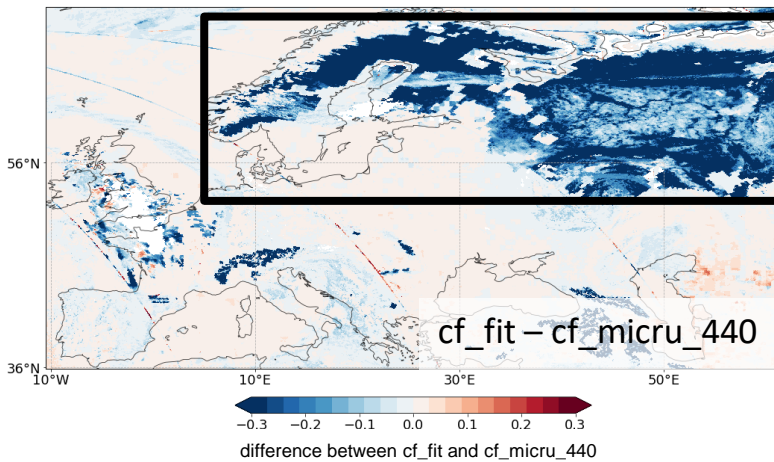 56°N
cf_fit – cf_micru_440
36°N
10°W 10°E 30°E 50°E
−0.3 −0.2 −0.1 0.0 0.1 0.2 0.3
difference between cf_fit and cf_micru_440